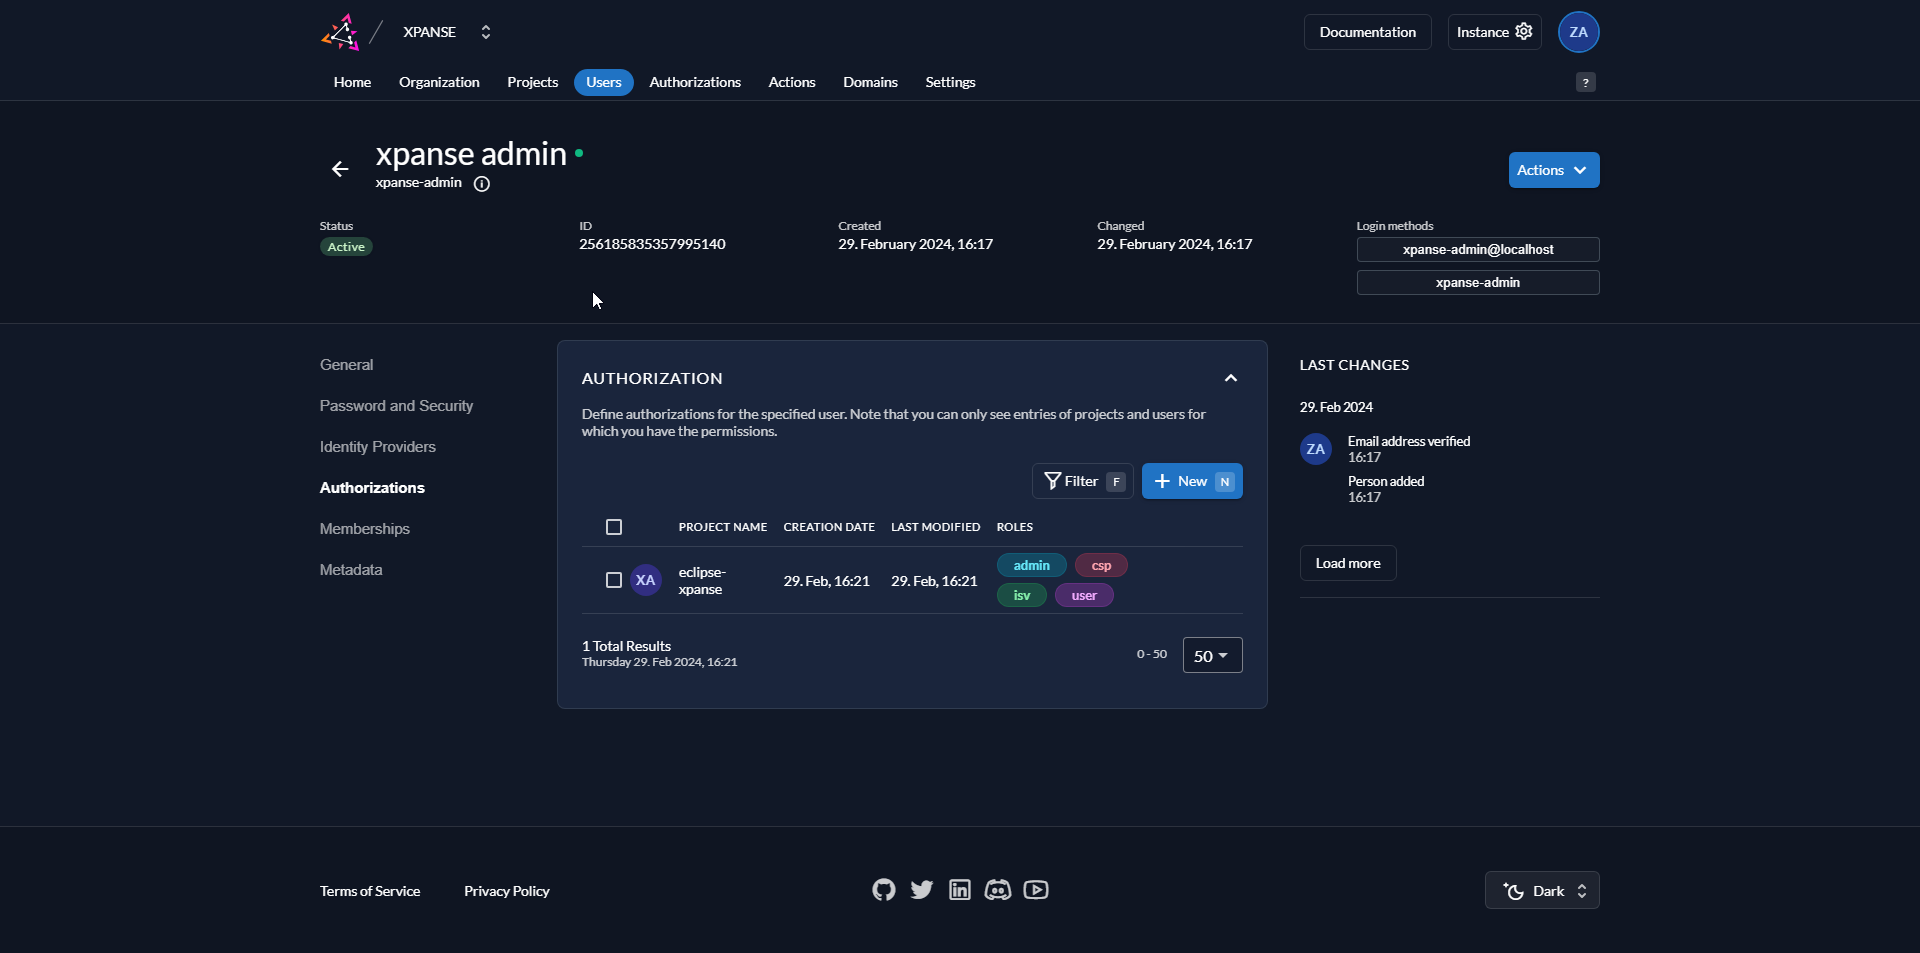 XPANSE
Documentation
Instance
ZA
Home Organization Projects Users Authorizations Actions Domains Settings
?
xpanse admin
xpanse-admin
Actions
Status
Active
ID
256185835357995140
Created
29. February 2024, 16:17
Changed
29. February 2024, 16:17
Login methods
xpanse-admin@localhost
xpanse-admin
General
Password and Security
Identity Providers
Authorizations
Memberships
Metadata
AUTHORIZATION
Define authorizations for the specified user. Note that you can only see entries of projects and users for
which you have the permissions.
Filter F
New N
PROJECT NAME CREATION DATE LAST MODIFIED ROLES
XA
eclipse-
xpanse
29. Feb, 16:21
29. Feb, 16:21
admin csp
isv user
1 Total Results
Thursday 29. Feb 2024, 16:21
0 - 50
50
LAST CHANGES
29. Feb 2024
ZA
Email address verified
16:17
Person added
16:17
Load more
Terms of Service
Privacy Policy
Dark